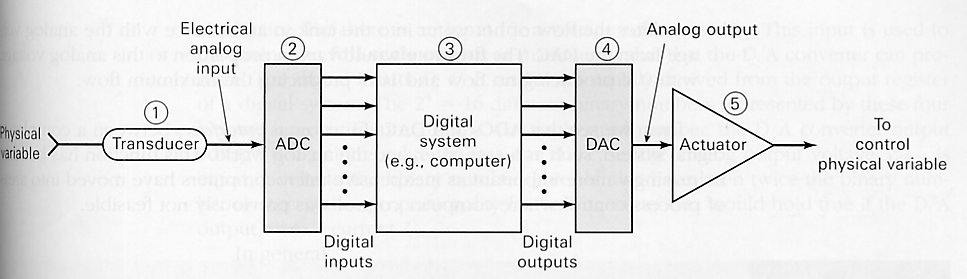 Electrical
analog
input
Analog output
1
2
3
4
5
Physical
variable
Transducer
ADC
Digital
system
(e.g., computer)
DAC
Actuator
To
control
physical variable
Digital
inputs
Digital
outputs